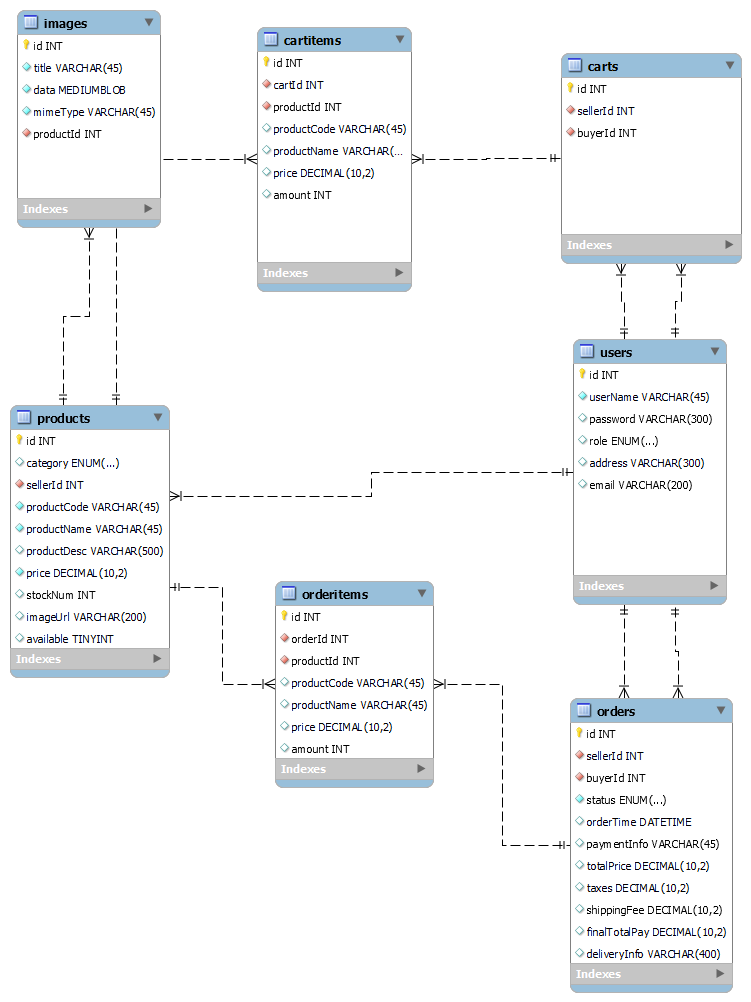 images
id INT
title VARCHAR(45)
data MEDIUMBLOB
mimeType VARCHAR(45)
productId INT
Indexes
cartitems
id INT
cartId INT
productId INT
productCode VARCHAR(45)
productName VARCHAR(...
price DECIMAL(10,2)
amount INT
Indexes
carts
id INT
sellerId INT
buyerId INT
Indexes
users
id INT
userName VARCHAR(45)
password VARCHAR(300)
role ENUM(...)
address VARCHAR(300)
email VARCHAR(200)
Indexes
products
id INT
category ENUM(...)
sellerId INT
productCode VARCHAR(45)
productName VARCHAR(45)
productDesc VARCHAR(500)
price DECIMAL(10,2)
stockNum INT
imageUrl VARCHAR(200)
available TINYINT
Indexes
orderitems
id INT
orderId INT
productId INT
productCode VARCHAR(45)
productName VARCHAR(45)
price DECIMAL(10,2)
amount INT
Indexes
orders
id INT
sellerId INT
buyerId INT
status ENUM(...)
orderTime DATETIME
paymentInfo VARCHAR(45)
totalPrice DECIMAL(10,2)
taxes DECIMAL(10,2)
shippingFee DECIMAL(10,2)
finalTotalPay DECIMAL(10,2)
deliveryInfo VARCHAR(400)
Indexes